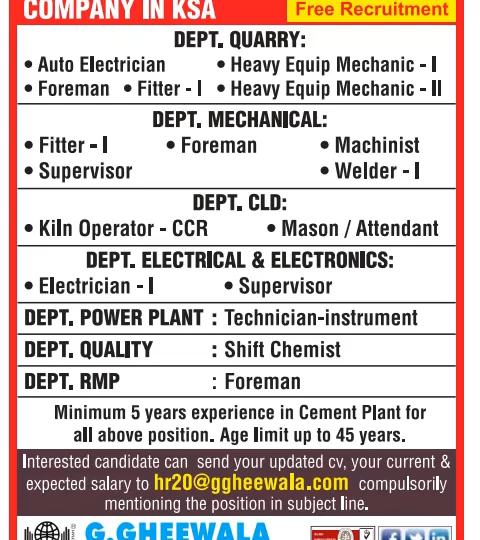 COMPANY IN KSA Free Recruitment
DEPT. QUARRY:
• Auto Electrician • Heavy Equip Mechanic - I
• Foreman • Fitter - I • Heavy Equip Mechanic - II
DEPT. MECHANICAL:
• Fitter - I • Foreman • Machinist
• Supervisor • Welder - I
DEPT. CLD:
• Kiln Operator - CCR • Mason / Attendant
DEPT. ELECTRICAL & ELECTRONICS:
• Electrician - I • Supervisor
DEPT. POWER PLANT : Technician-instrument
DEPT. QUALITY : Shift Chemist
DEPT. RMP : Foreman
Minimum 5 years experience in Cement Plant for
all above position. Age limit up to 45 years.
Interested candidate can send your updated cv, your current &
expected salary to hr20@ggheewala.com compulsorily
mentioning the position in subject line.
G.GHEEWALA